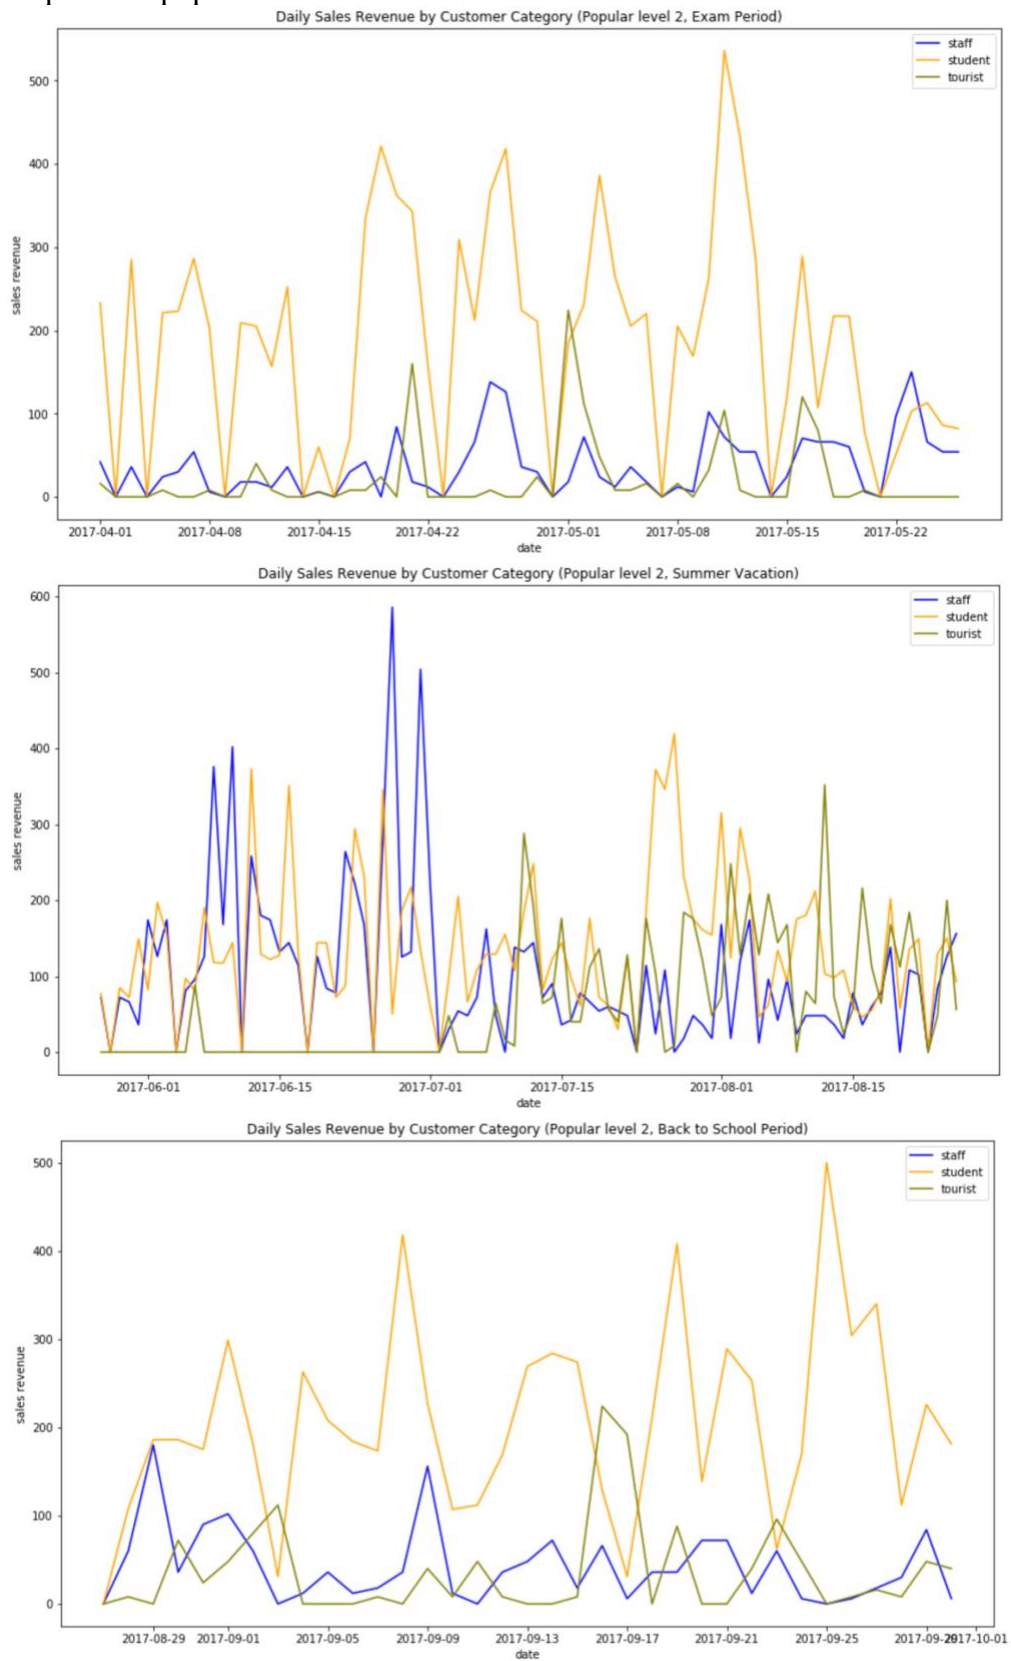 Daily Sales Revenue by Customer Category (Popular level 2, Exam Period)
staff
student
tourist
500
400
300
200
100
0
sales revenue
2017-04-01 2017-04-08 2017-04-15 2017-04-22 2017-05-01 2017-05-08 2017-05-15 2017-05-22
date
Daily Sales Revenue by Customer Category (Popular level 2, Summer Vacation)
staff
student
tourist
600
500
400
300
200
100
0
sales revenue
2017-06-01 2017-06-15 2017-07-01 2017-07-15 2017-08-01 2017-08-15
date
Daily Sales Revenue by Customer Category (Popular level 2, Back to School Period)
staff
student
tourist
500
400
300
200
100
0
sales revenue
2017-08-29 2017-09-01 2017-09-05 2017-09-09 2017-09-13 2017-09-17 2017-09-21 2017-09-25 2017-09-29 2017-10-01
date